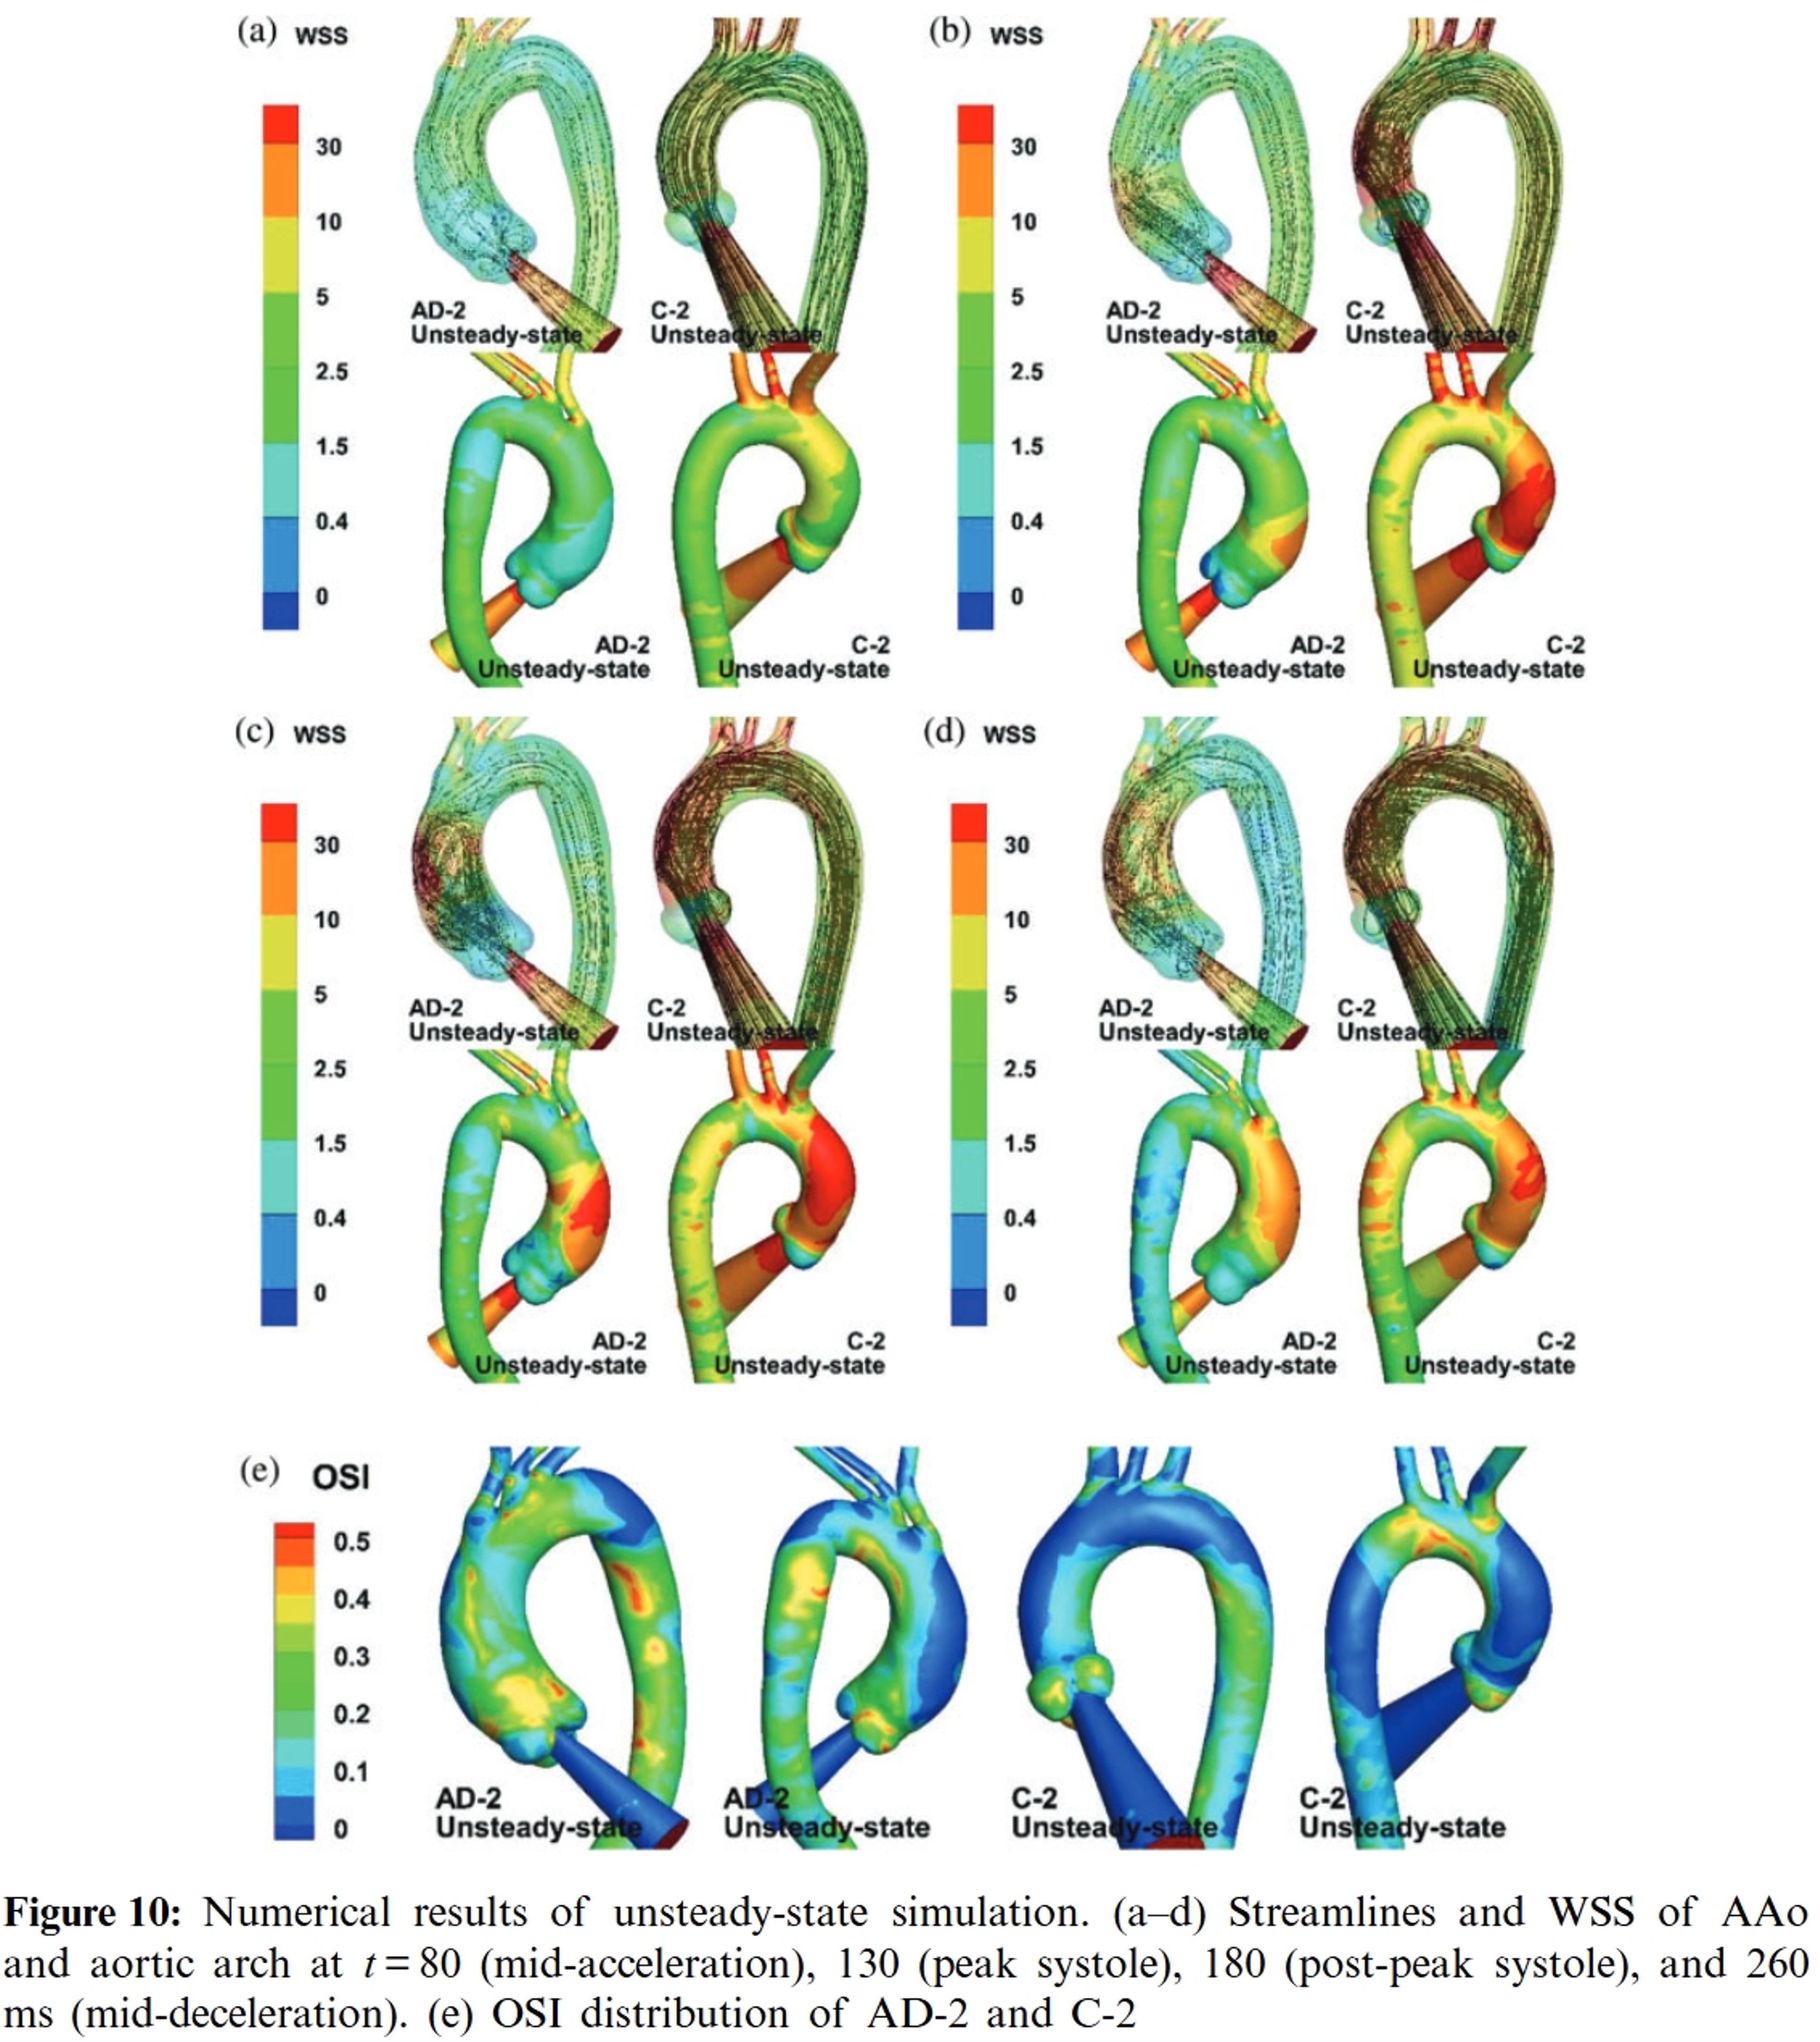 (a) WSS
30
10
5
2.5
1.5
0.4
0
AD-2
Unsteady-state
C-2
Unsteady-state
AD-2
Unsteady-state
C-2
Unsteady-state
(b) WSS
30
10
5
2.5
1.5
0.4
0
AD-2
Unsteady-state
C-2
Unsteady-state
AD-2
Unsteady-state
C-2
Unsteady-state
(c) WSS
30
10
5
2.5
1.5
0.4
0
AD-2
Unsteady-state
C-2
Unsteady-state
AD-2
Unsteady-state
C-2
Unsteady-state
(d) WSS
30
10
5
2.5
1.5
0.4
0
AD-2
Unsteady-state
C-2
Unsteady-state
AD-2
Unsteady-state
C-2
Unsteady-state
(e) OSI
0.5
0.4
0.3
0.2
0.1
0
AD-2
Unsteady-state
AD-2
Unsteady-state
C-2
Unsteady-state
C-2
Unsteady-state
Figure 10: Numerical results of unsteady-state simulation. (a–d) Streamlines and WSS of AAo
and aortic arch at t = 80 (mid-acceleration), 130 (peak systole), 180 (post-peak systole), and 260
ms (mid-deceleration). (e) OSI distribution of AD-2 and C-2